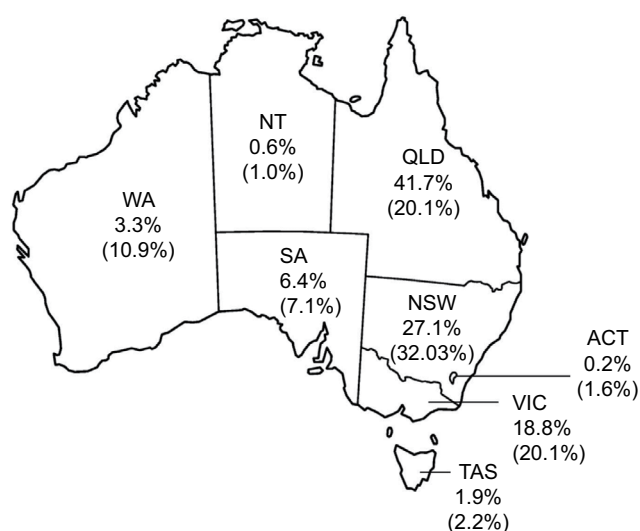 NT
0.6%
(1.0%)
QLD
41.7%
(20.1%)
WA
3.3%
(10.9%)
SA
6.4%
(7.1%)
NSW
27.1%
(32.03%)
ACT
0.2%
(1.6%)
VIC
18.8%
(20.1%)
TAS
1.9%
(2.2%)